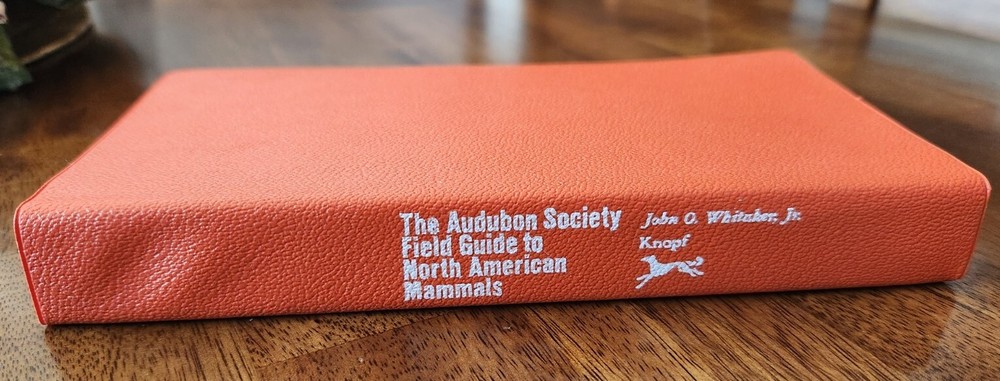 The Audubon Society
Field Guide to
North American
Mammals
John O. Whitaker, Jr.
Knopf